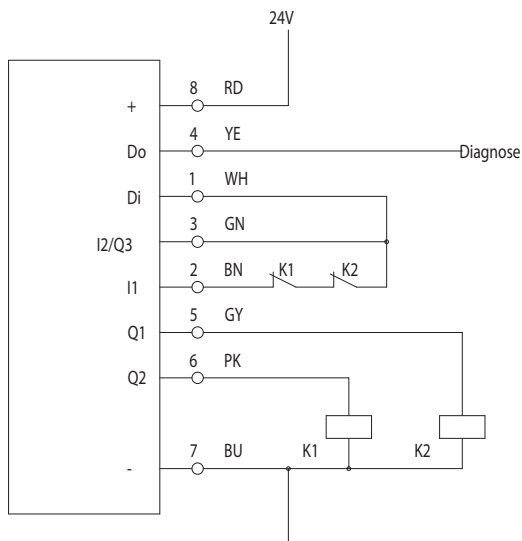 24V
+ 8 RD
Do 4 YE Diagnose
Di 1 WH
I2/Q3 3 GN
I1 2 BN K1 K2
Q1 5 GY
Q2 6 PK
- 7 BU K1 K2